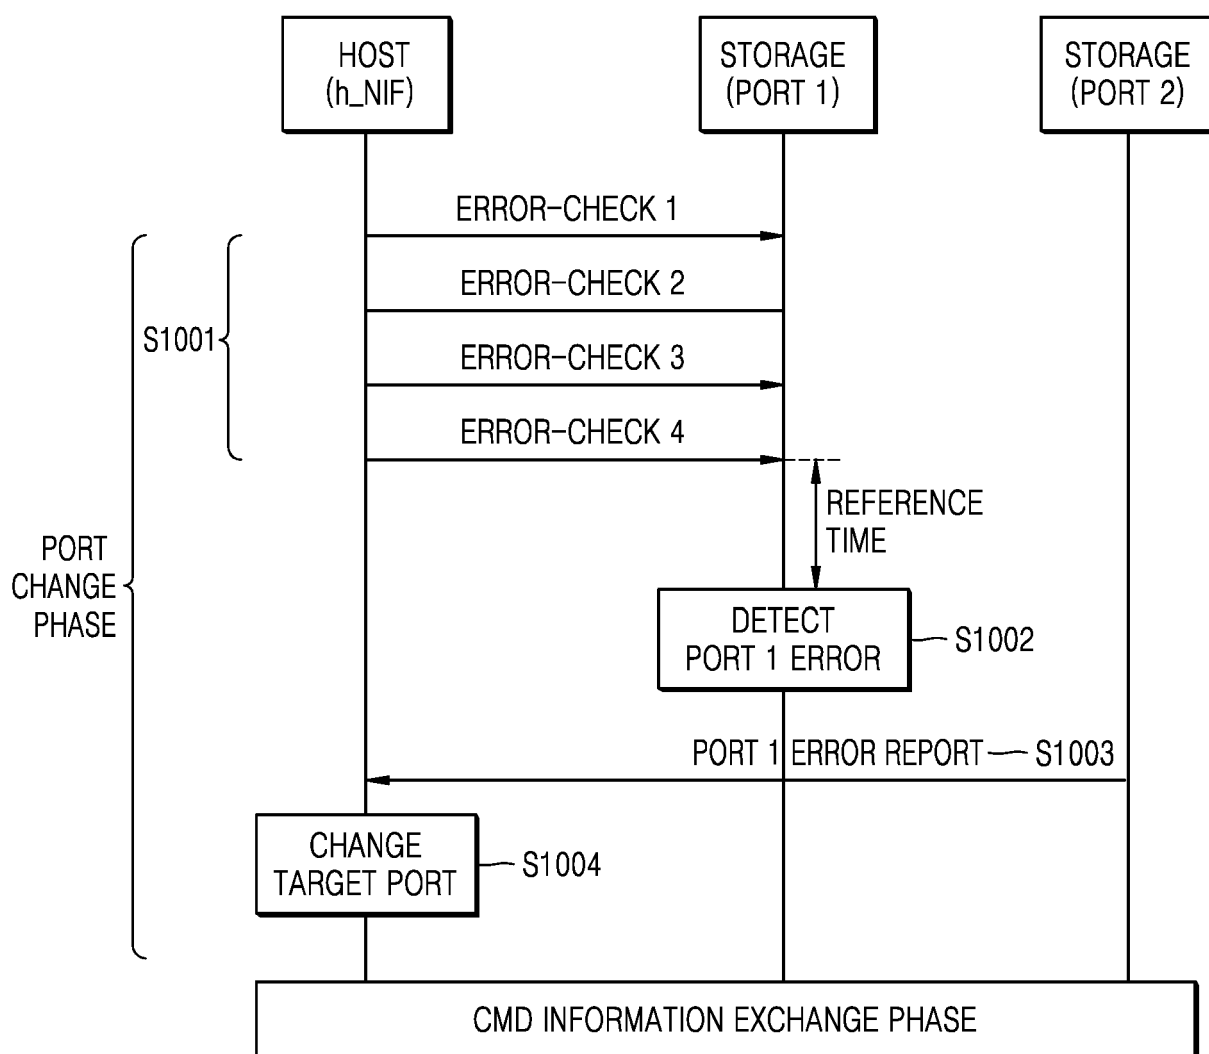 HOST
(h_NIF)
STORAGE
(PORT 1)
STORAGE
(PORT 2)
ERROR-CHECK 1
ERROR-CHECK 2
S1001
ERROR-CHECK 3
ERROR-CHECK 4
REFERENCE
TIME
PORT
CHANGE
PHASE
DETECT
PORT 1 ERROR
S1002
PORT 1 ERROR REPORT
S1003
CHANGE
TARGET PORT
S1004
CMD INFORMATION EXCHANGE PHASE